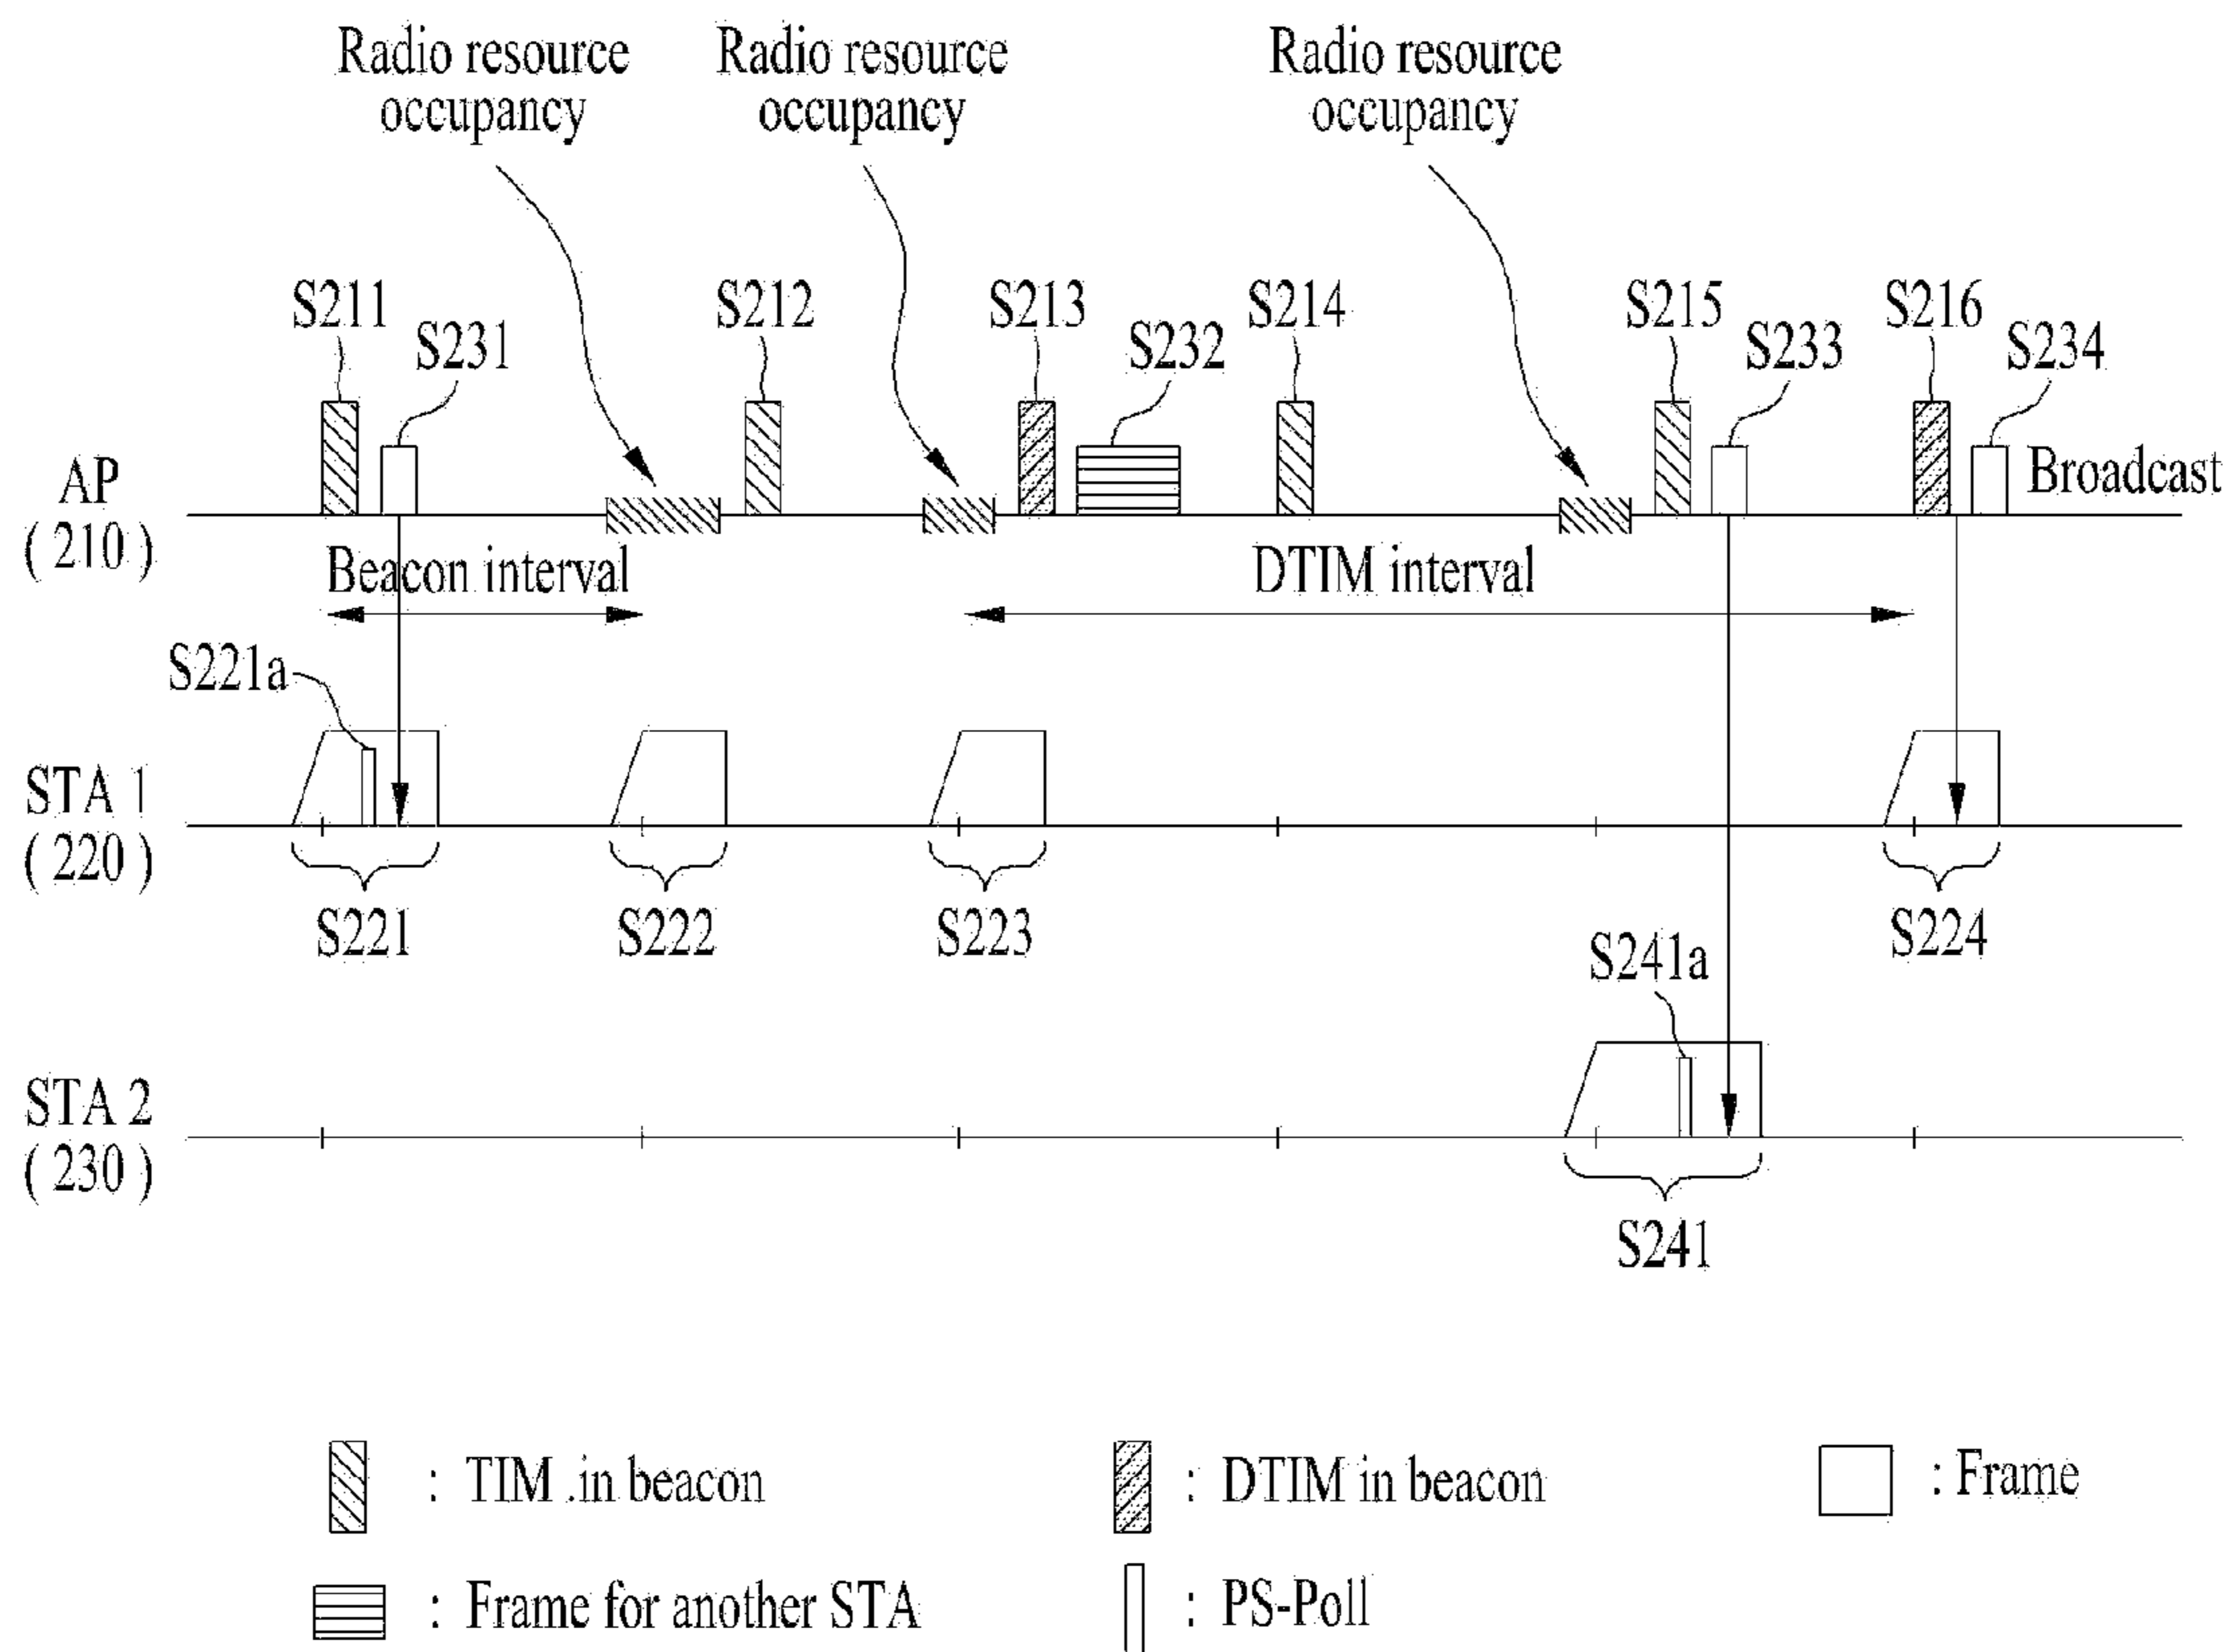 Radio resource
occupancy
Radio resource
occupancy
Radio resource
occupancy
S211
S231
S212
S213
S232
S214
S215
S233
S216
S234
AP
( 210 )
Broadcast
Beacon interval
DTIM interval
S221a
STA 1
( 220 )
S221
S222
S223
S224
S241a
STA 2
( 230 )
S241
: TIM .in beacon
: DTIM in beacon
: Frame
: Frame for another STA
: PS-Poll